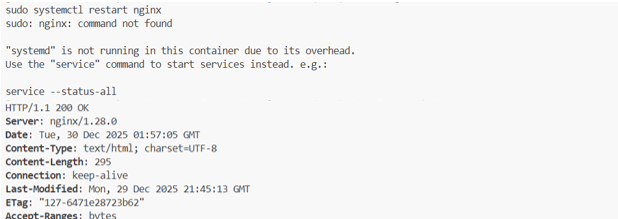 sudo systemctl restart nginx
sudo: nginx: command not found
"systemd" is not running in this container due to its overhead.
Use the "service" command to start services instead. e.g.:
service --status-all
HTTP/1.1 200 OK
Server: nginx/1.28.0
Date: Tue, 30 Dec 2025 01:57:05 GMT
Content-Type: text/html; charset=UTF-8
Content-Length: 295
Connection: keep-alive
Last-Modified: Mon, 29 Dec 2025 21:45:13 GMT
ETag: "127-6471e28723b62"
Accept-Ranges: bytes